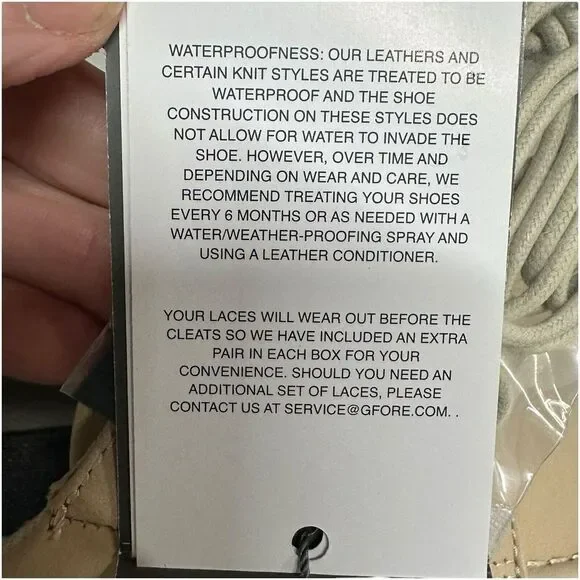 WATERPROOFNESS: OUR LEATHERS AND
CERTAIN KNIT STYLES ARE TREATED TO BE
WATERPROOF AND THE SHOE
CONSTRUCTION ON THESE STYLES DOES
NOT ALLOW FOR WATER TO INVADE THE
SHOE. HOWEVER, OVER TIME AND
DEPENDING ON WEAR AND CARE, WE
RECOMMEND TREATING YOUR SHOES
EVERY 6 MONTHS OR AS NEEDED WITH A
WATER/WEATHER-PROOFING SPRAY AND
USING A LEATHER CONDITIONER.
YOUR LACES WILL WEAR OUT BEFORE THE
CLEATS SO WE HAVE INCLUDED AN EXTRA
PAIR IN EACH BOX FOR YOUR
CONVENIENCE. SHOULD YOU NEED AN
ADDITIONAL SET OF LACES, PLEASE
CONTACT US AT SERVICE@GFORE.COM. .